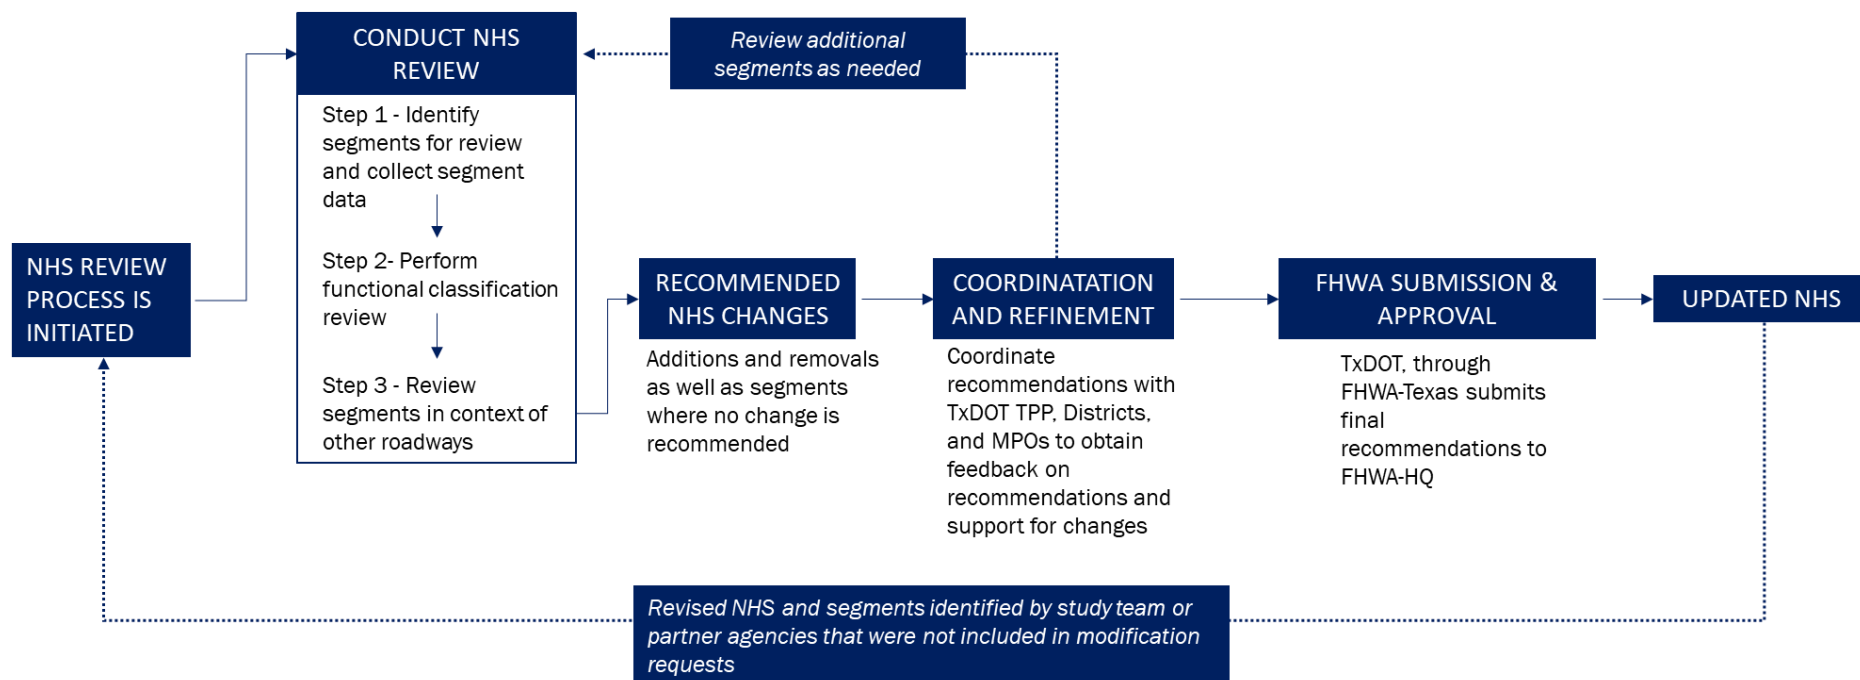 NHS REVIEW
PROCESS IS
INITIATED
CONDUCT NHS
REVIEW
Step 1 - Identify
segments for review
and collect segment
data
Step 2- Perform
functional classification
review
Step 3 - Review
segments in context of
other roadways
Review additional
segments as needed
RECOMMENDED
NHS CHANGES
Additions and removals
as well as segments
where no change is
recommended
COORDINATATION
AND REFINEMENT
Coordinate
recommendations with
TxDOT TPP, Districts,
and MPOs to obtain
feedback on
recommendations and
support for changes
FHWA SUBMISSION &
APPROVAL
TxDOT, through
FHWA-Texas submits
final
recommendations to
FHWA-HQ
UPDATED NHS
Revised NHS and segments identified by study team or
partner agencies that were not included in modification
requests